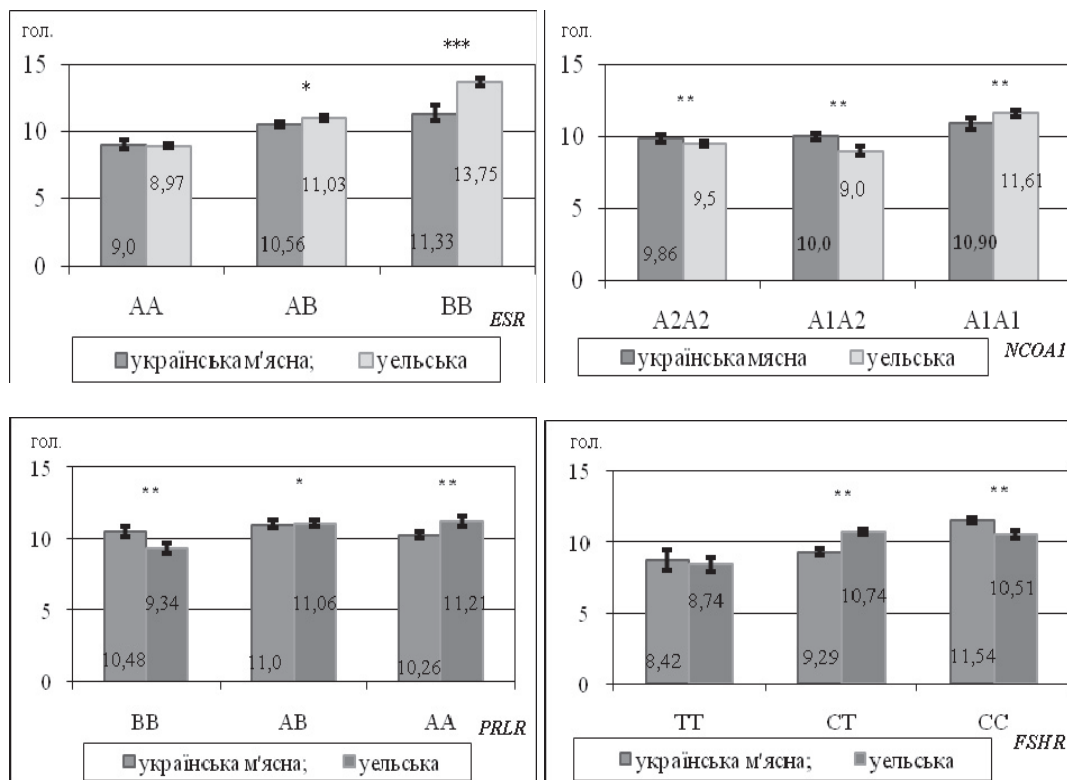 гол.
15
10
5
0
*
***
8,97
11,03
13,75
9,0
10,56
11,33
AA
AB
BB
ESR
українська м'ясна;
уельська
гол.
15
10
5
0
**
**
**
9,5
9,0
11,61
9,86
10,0
10,90
A2A2
A1A2
A1A1
NCOA1
українська мясна
уельська
гол.
15
10
5
0
**
*
**
9,34
11,06
11,21
10,48
11,0
10,26
BB
AB
AA
PRLR
українська м'ясна;
уельська
гол.
15
10
5
0
**
**
8,74
10,74
10,51
8,42
9,29
11,54
TT
CT
CC
FSHR
українська м'ясна;
уельська